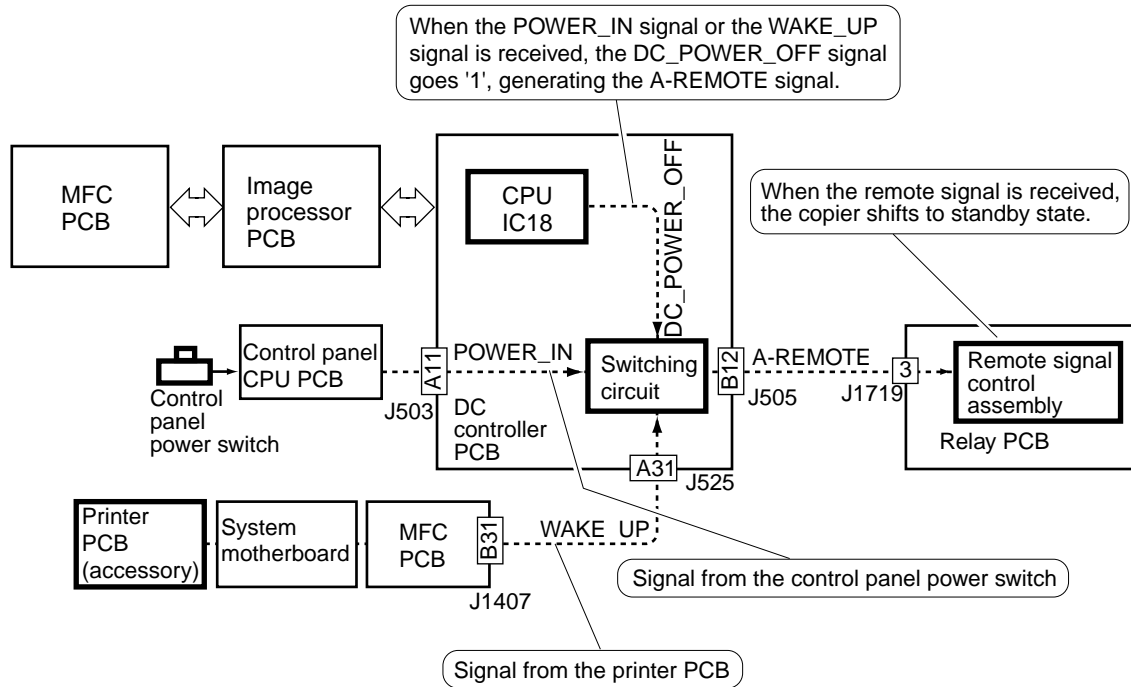 When the POWER_IN signal or the WAKE_UP
signal is received, the DC_POWER_OFF signal
goes '1', generating the A-REMOTE signal.
MFC
PCB
Image
processor
PCB
CPU
IC18
DC_POWER_OFF
When the remote signal is received,
the copier shifts to standby state.
Control panel
CPU PCB
Control
panel
power switch
A11
J503
POWER_IN
DC
controller
PCB
Switching
circuit
B12
J505
A-REMOTE
J1719
3
Remote signal
control
assembly
Relay PCB
A31
J525
Printer
PCB
(accessory)
System
motherboard
MFC
PCB
B31
J1407
WAKE_UP
Signal from the control panel power switch
Signal from the printer PCB